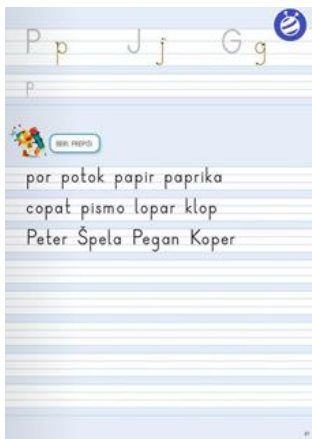 P p J j G g
p
BERI. PREPIŠI.
por potok papir paprika
copat pismo lopar klop
Peter Špela Pegan Koper